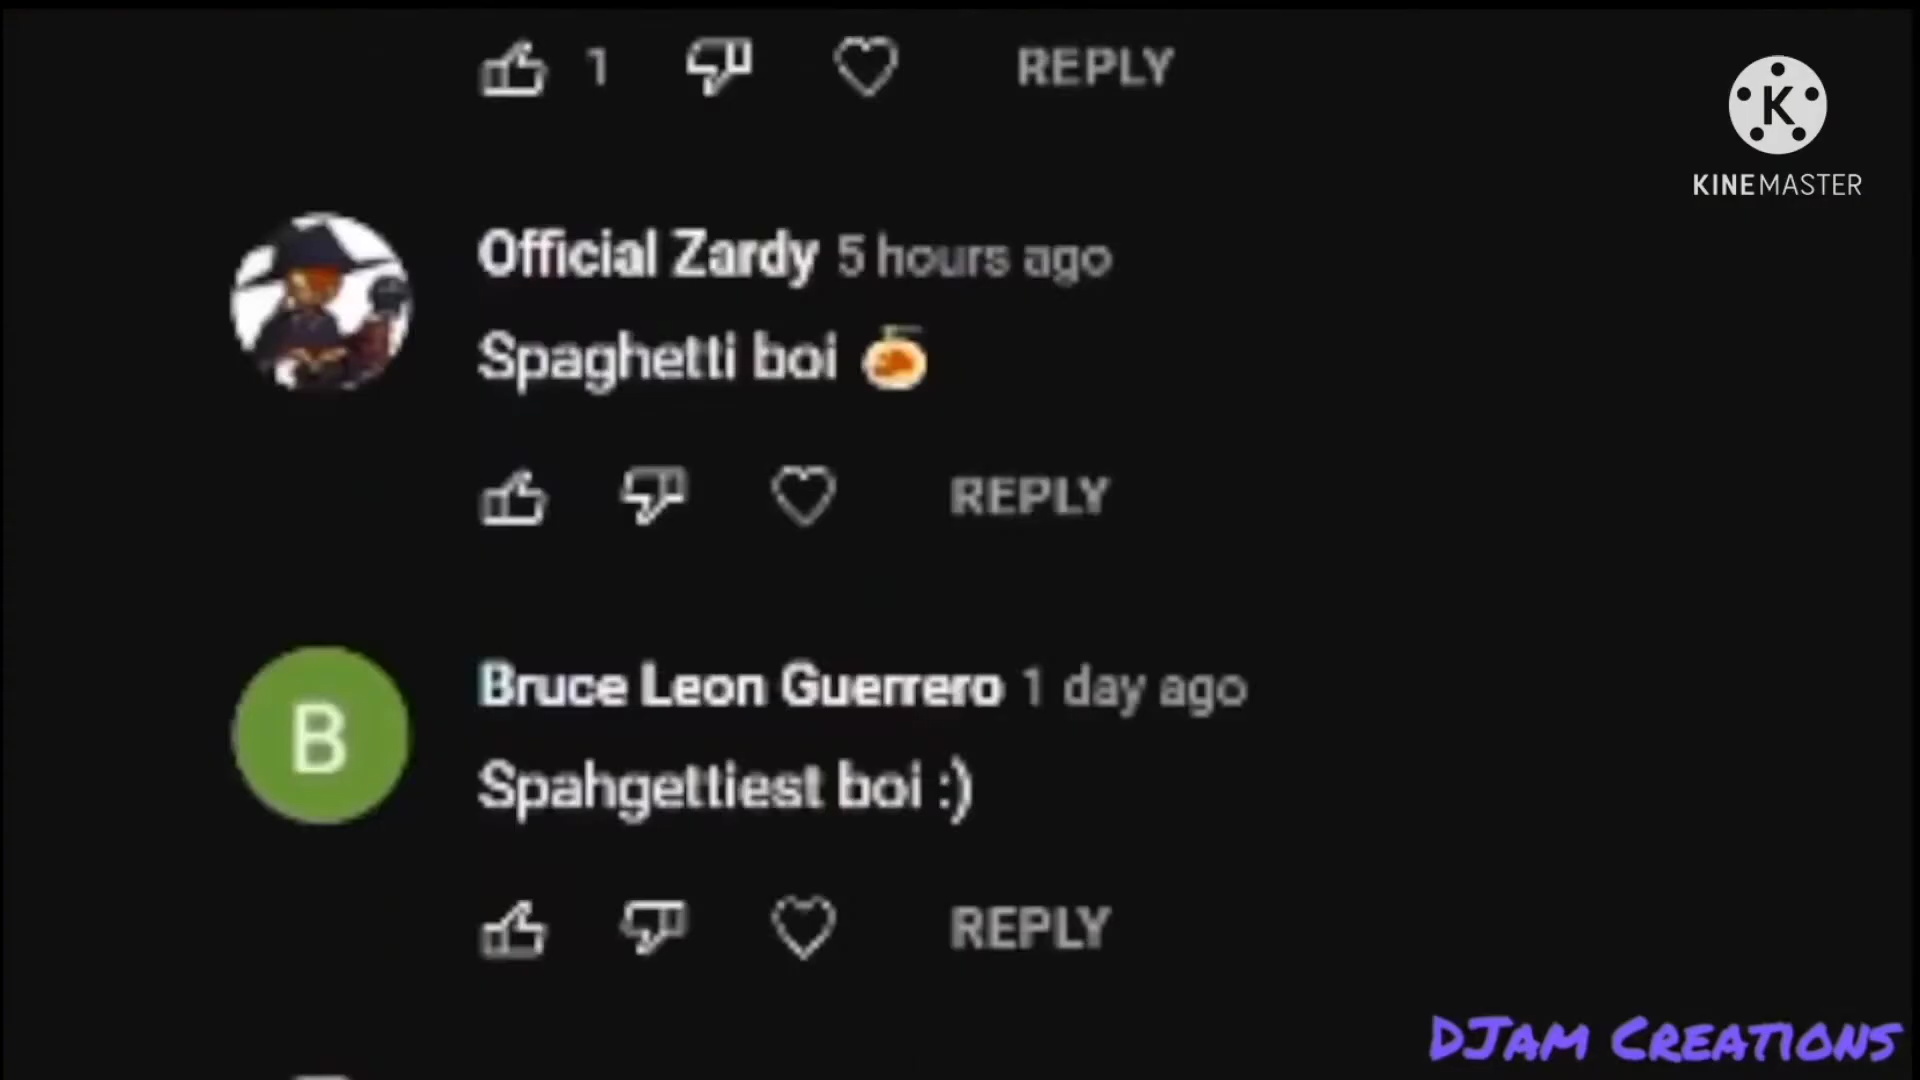 1 REPLY
K
KINEMASTER
Official Zardy 5 hours ago
Spaghetti boi 🍝
REPLY
B
Bruce Leon Guerrero 1 day ago
Spahgettiest boi :)
REPLY
DJam Creations